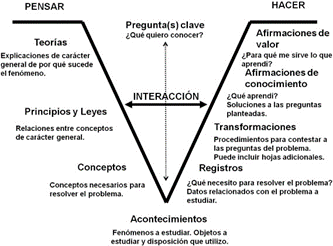 PENSAR
HACER
Pregunta(s) clave
¿Qué quiero conocer?
Teorías
Explicaciones de carácter
general de por qué sucede
el fenómeno.
Afirmaciones de
valor
¿Para qué me sirvo lo que
aprendí?
Afirmaciones de
conocimiento
¿Qué aprendí?
Soluciones a las preguntas
planteadas.
INTERACCIÓN
Principios y Leyes
Relaciones entre conceptos
de carácter general.
Transformaciones
Procedimientos para contestar a
las preguntas del problema.
Puede incluir hojas adicionales.
Conceptos
Conceptos necesarios para
resolver el problema.
Registros
¿Qué necesito para resolver el problema?
Datos relacionados con el problema a
estudiar.
Acontecimientos
Fenómenos a estudiar. Objetos a
estudiar y disposición que utilizo.